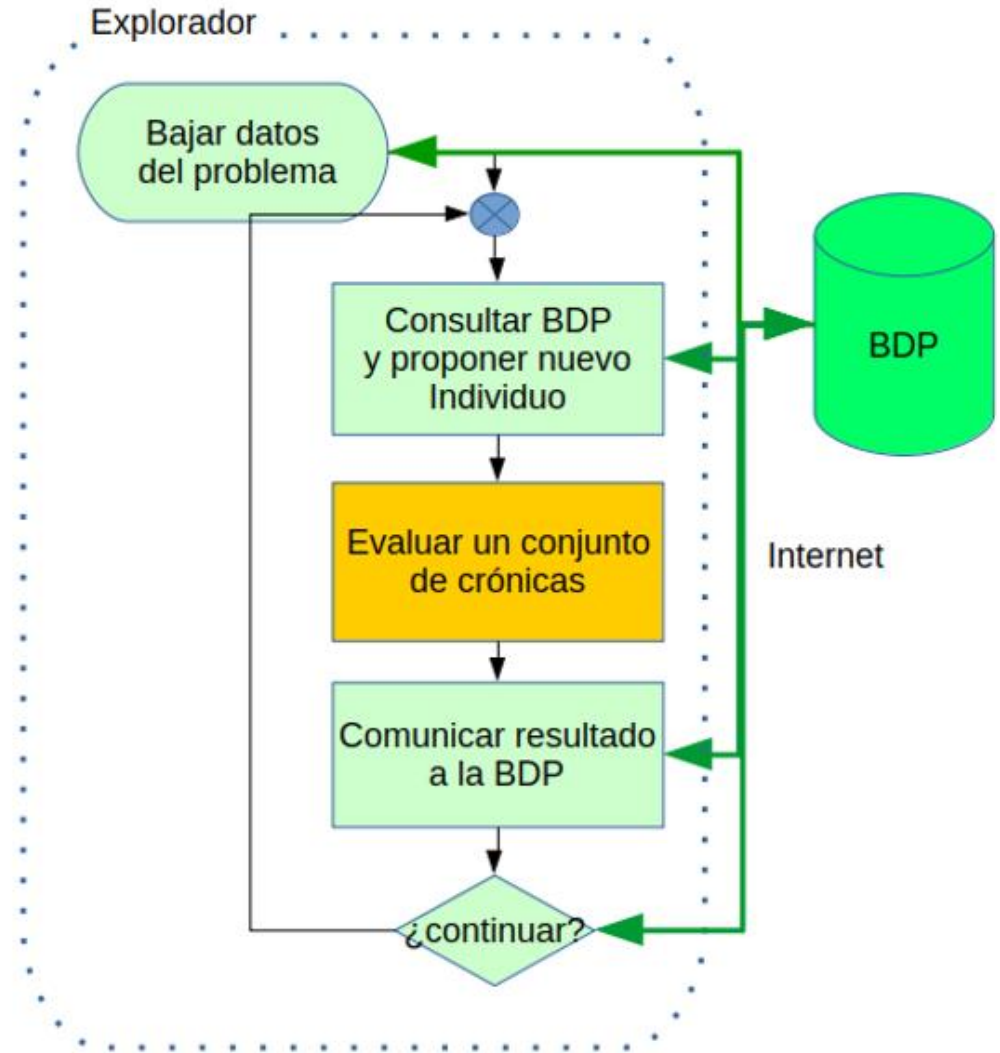 Explorador
Bajar datos
del problema
Consultar BDP
y proponer nuevo
Individuo
BDP
Evaluar un conjunto
de crónicas
Internet
Comunicar resultado
a la BDP
¿continuar?